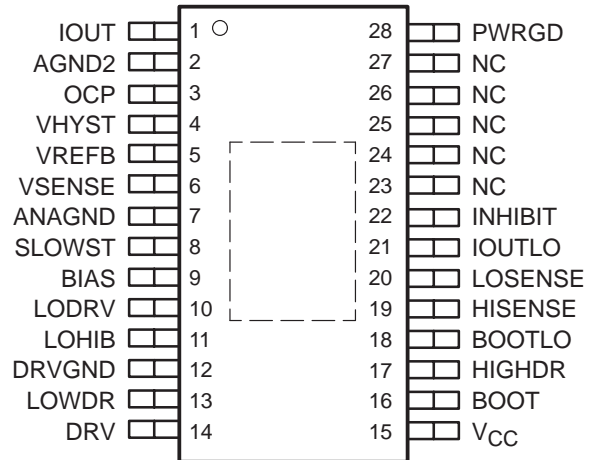 IOUT 1 28 PWRGD
AGND2 2 27 NC
OCP 3 26 NC
VHYST 4 25 NC
VREFB 5 24 NC
VSENSE 6 23 NC
ANAGND 7 22 INHIBIT
SLOWST 8 21 IOUTLO
BIAS 9 20 LOSENSE
LODRV 10 19 HISENSE
LOHIB 11 18 BOOTLO
DRVGND 12 17 HIGHDR
LOWDR 13 16 BOOT
DRV 14 15 VCC